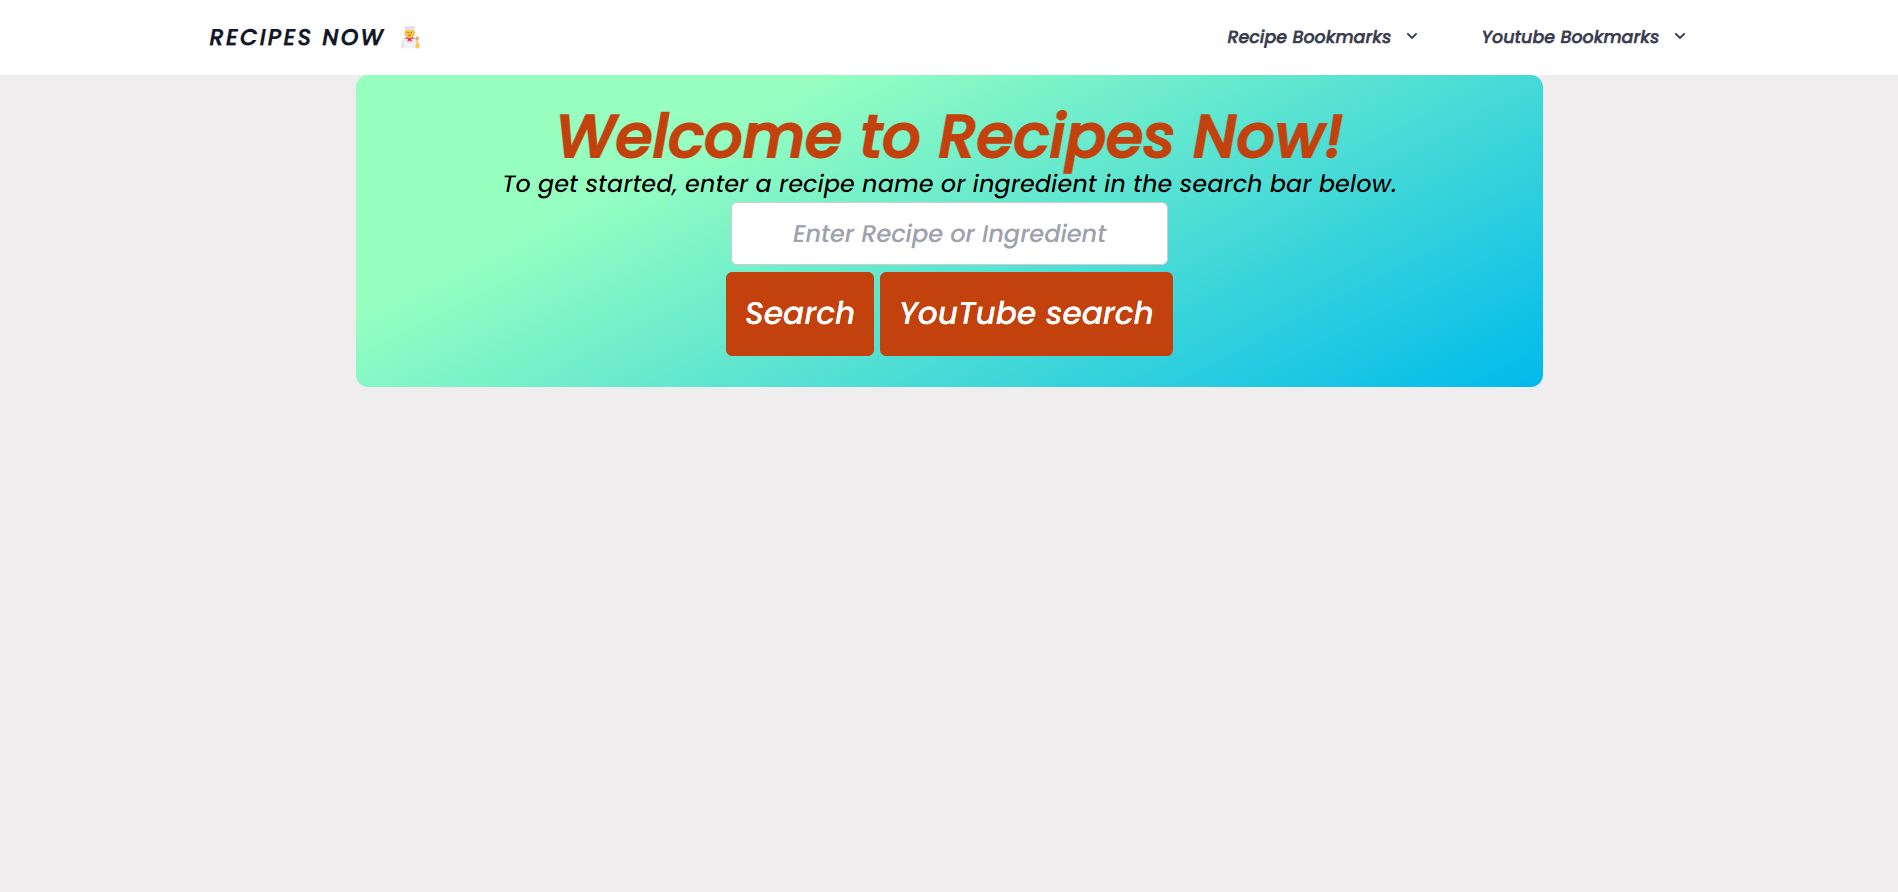 RECIPES NOW 
Recipe Bookmarks
Youtube Bookmarks
Welcome to Recipes Now!
To get started, enter a recipe name or ingredient in the search bar below.
Enter Recipe or Ingredient
Search
YouTube search